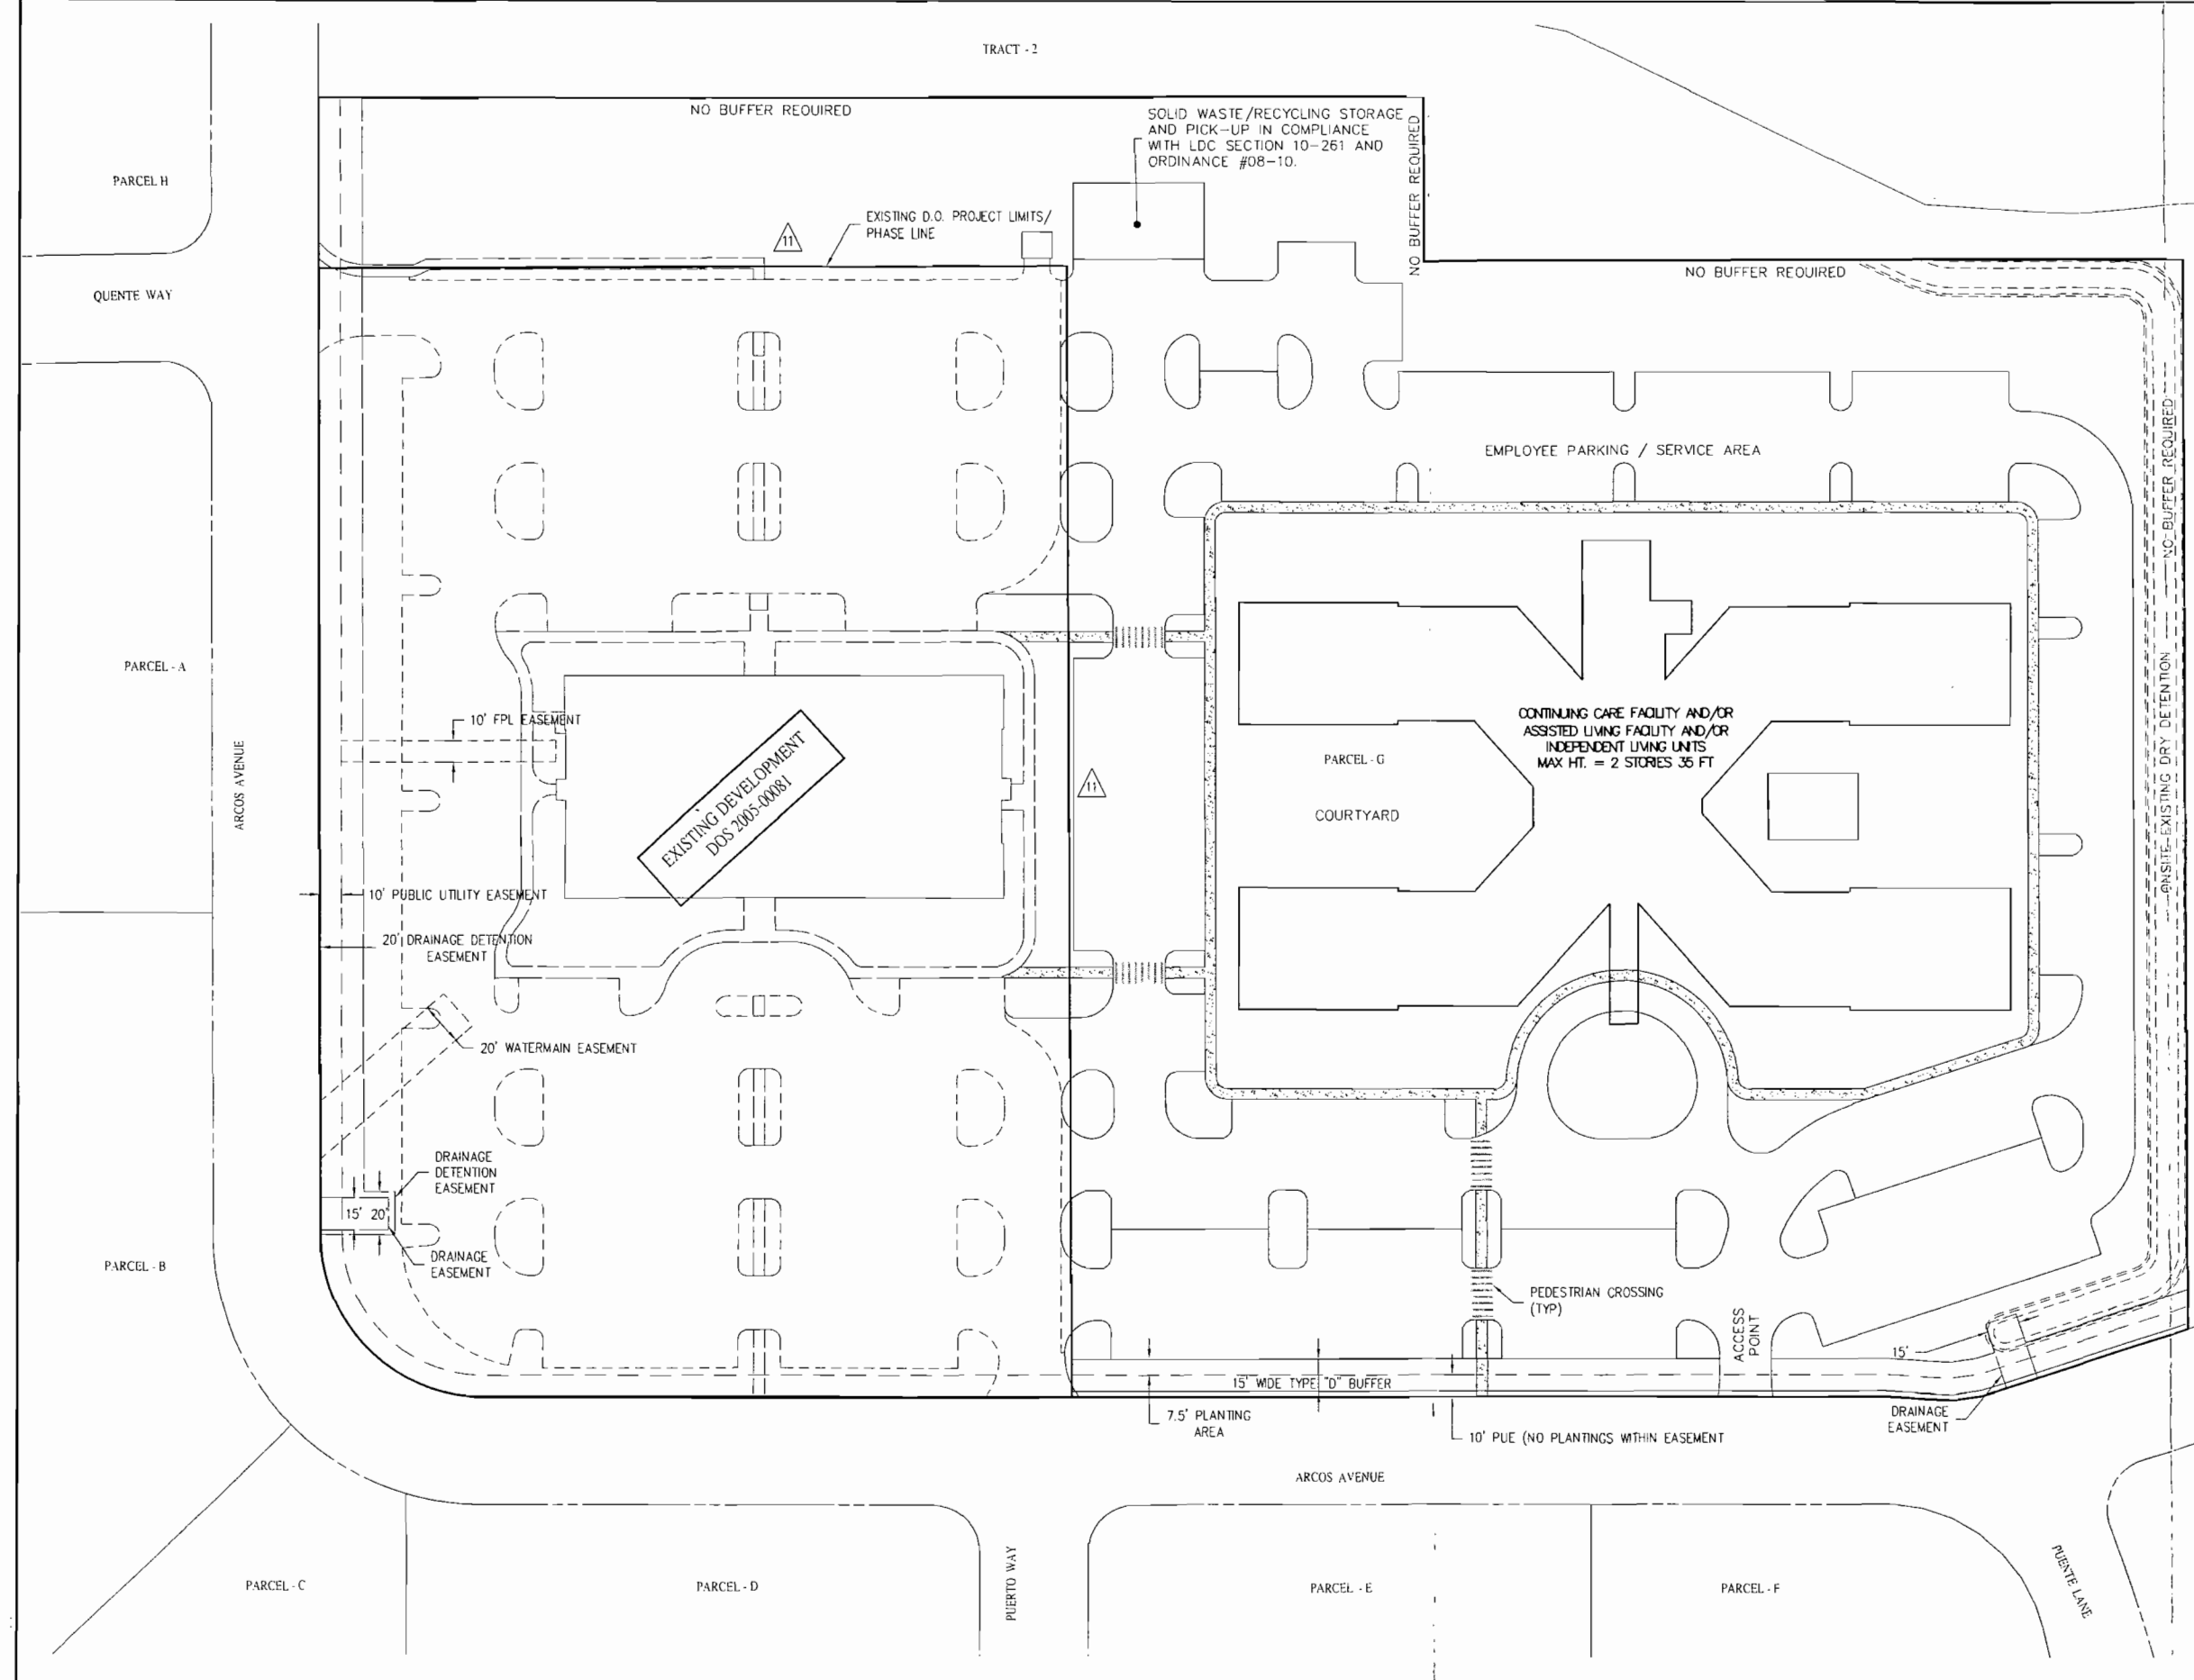 TRACT - 2
NO BUFFER REQUIRED
SOLID WASTE/RECYCLING STORAGE
AND PICK-UP IN COMPLIANCE
WITH LDC SECTION 10-261 AND
ORDINANCE #08-10.
NO BUFFER REQUIRED
PARCEL H
EXISTING D.O. PROJECT LIMITS/
PHASE LINE
11
NO BUFFER REQUIRED
QUENTE WAY
EMPLOYEE PARKING / SERVICE AREA
NO BUFFER REQUIRED
ONSITE EXISTING DRY DETENTION
PARCEL - A
ARCOS AVENUE
10' FPL EASEMENT
EXISTING DEVELOPMENT
DOS 2005-00081
11
CONTINUING CARE FACILITY AND/OR
ASSISTED LIVING FACILITY AND/OR
INDEPENDENT LIVING UNITS
MAX HT. = 2 STORIES 35 FT
PARCEL - G
COURTYARD
10' PUBLIC UTILITY EASEMENT
20' DRAINAGE DETENTION
EASEMENT
20' WATERMAIN EASEMENT
DRAINAGE
DETENTION
EASEMENT
15' 20'
DRAINAGE
EASEMENT
PARCEL - B
PEDESTRIAN CROSSING
(TYP)
ACCESS
POINT
15'
15' WIDE TYPE "D" BUFFER
7.5' PLANTING
AREA
10' PUE (NO PLANTINGS WITHIN EASEMENT
DRAINAGE
EASEMENT
ARCOS AVENUE
PARCEL - C
PARCEL - D
PUERTO WAY
PARCEL - E
PARCEL - F
PUENTE LANE